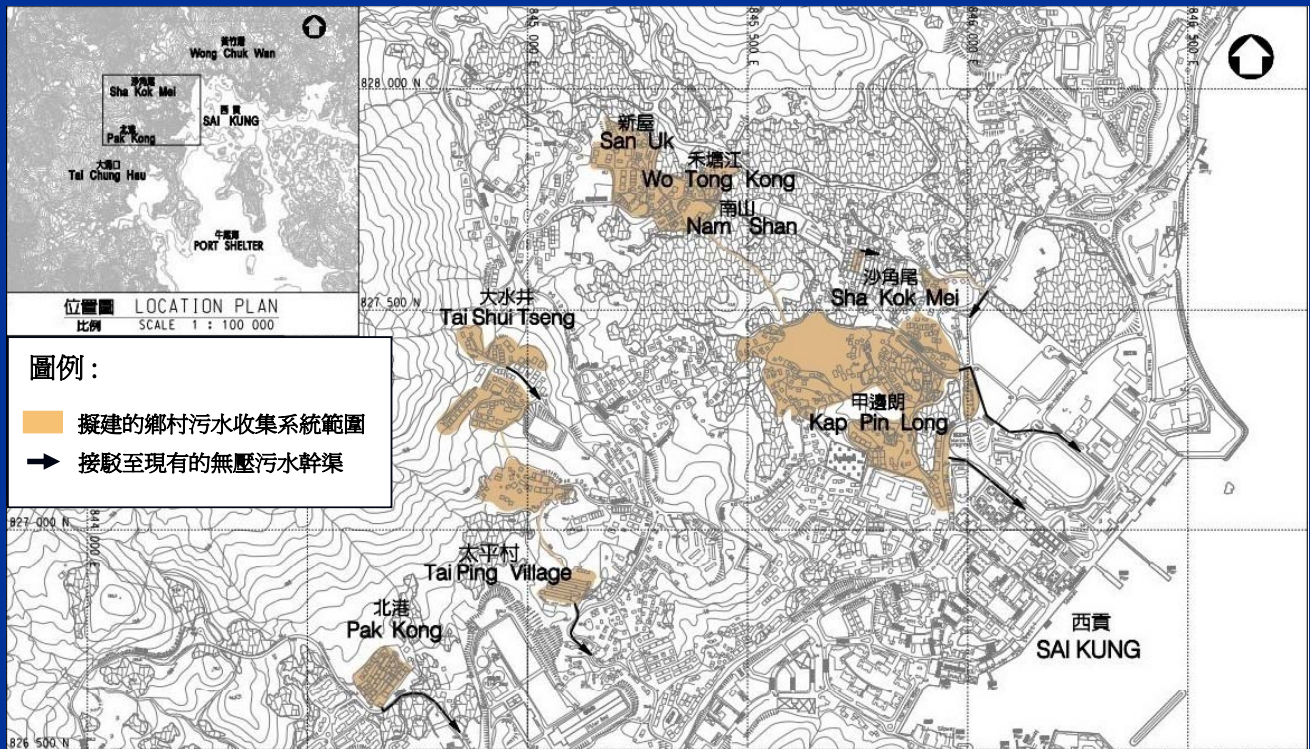 黃竹灣
Wong Chuk Wan
沙角尾
Sha Kok Mei
西貢
SAI KUNG
北港
Pak Kong
大涌口
Tai Chung Hau
牛尾海
PORT SHELTER
位置圖 LOCATION PLAN
比例 SCALE 1 : 100 000
圖例 :
擬建的鄉村污水收集系統範圍
接駁至現有的無壓污水幹渠
845 000 E
845 500 E
846 000 E
846 500 E
828 000 N
新屋
San Uk
禾塘江
Wo Tong Kong
南山
Nam Shan
沙角尾
Sha Kok Mei
827 500 N
大水井
Tai Shui Tseng
甲邊朗
Kap Pin Long
827 000 N
太平村
Tai Ping Village
北港
Pak Kong
西貢
SAI KUNG
826 500 N